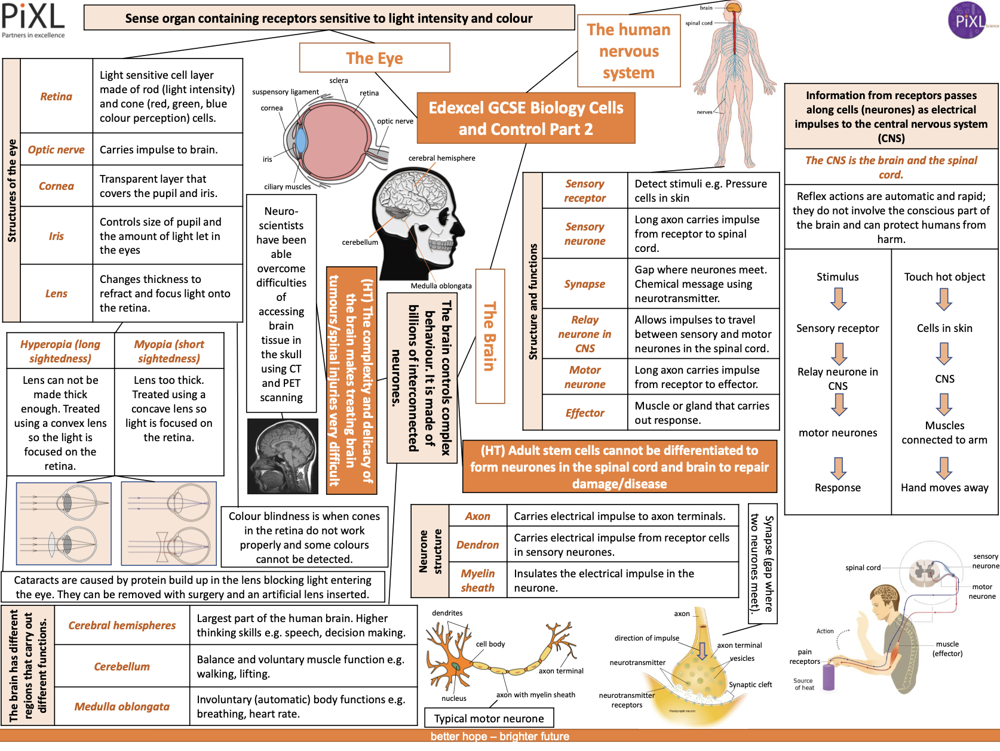 PiXL
Partners in excellence
Sense organ containing receptors sensitive to light intensity and colour
The Eye
The human
nervous
system
brain
spinal cord
nerves
PiXL
Science
Edexcel GCSE Biology Cells
and Control Part 2
Structures of the eye
Retina
Light sensitive cell layer
made of rod (light intensity)
and cone (red, green, blue
colour perception) cells.
Optic nerve
Carries impulse to brain.
Cornea
Transparent layer that
covers the pupil and iris.
Iris
Controls size of pupil and
the amount of light let in
the eyes
Lens
Changes thickness to
refract and focus light onto
the retina.
sclera
suspensory ligament
retina
cornea
optic nerve
iris
ciliary muscles
cerebral hemisphere
cerebellum
Medulla oblongata
Neuro-
scientists
have been
able
overcome
difficulties
of
accessing
brain
tissue in
the skull
using CT
and PET
scanning
(HT) The complexity and delicacy of
the brain makes treating brain
tumours/spinal injuries very difficult
The brain controls complex
behaviour. It is made of
billions of interconnected
neurones.
The Brain
Structure and functions
Sensory
receptor
Detect stimuli e.g. Pressure
cells in skin
Sensory
neurone
Long axon carries impulse
from receptor to spinal
cord.
Synapse
Gap where neurones meet.
Chemical message using
neurotransmitter.
Relay
neurone in
CNS
Allows impulses to travel
between sensory and motor
neurones in the spinal cord.
Motor
neurone
Long axon carries impulse
from receptor to effector.
Effector
Muscle or gland that carries
out response.
(HT) Adult stem cells cannot be differentiated to
form neurones in the spinal cord and brain to repair
damage/disease
Information from receptors passes
along cells (neurones) as electrical
impulses to the central nervous system
(CNS)
The CNS is the brain and the spinal
cord.
Reflex actions are automatic and rapid;
they do not involve the conscious part of
the brain and can protect humans from
harm.
Stimulus
Sensory receptor
Relay neurone in
CNS
motor neurones
Response
Touch hot object
Cells in skin
CNS
Muscles
connected to arm
Hand moves away
Hyperopia (long
sightedness)
Myopia (short
sightedness)
Lens can not be
made thick
enough. Treated
using a convex lens
so the light is
focused on the
retina.
Lens too thick.
Treated using a
concave lens so
light is focused on
the retina.
Colour blindness is when cones
in the retina do not work
properly and some colours
cannot be detected.
Cataracts are caused by protein build up in the lens blocking light entering
the eye. They can be removed with surgery and an artificial lens inserted.
The brain has different
regions that carry out
different functions.
Cerebral hemispheres
Largest part of the human brain. Higher
thinking skills e.g. speech, decision making.
Cerebellum
Balance and voluntary muscle function e.g.
walking, lifting.
Medulla oblongata
Involuntary (automatic) body functions e.g.
breathing, heart rate.
Neurone
structure
Axon
Carries electrical impulse to axon terminals.
Dendron
Carries electrical impulse from receptor cells
in sensory neurones.
Myelin
sheath
Insulates the electrical impulse in the
neurone.
Synapse (gap where
two neurones meet).
dendrites
cell body
axon terminal
nucleus
axon with myelin sheath
Typical motor neurone
axon
direction of impulse
axon terminal
vesicles
neurotransmitter
Synaptic cleft
neurotransmitter
receptors
Postsynaptic neuron
spinal cord
sensory
neurone
motor
neurone
Action
pain
receptors
muscle
(effector)
Source
of heat
better hope – brighter future